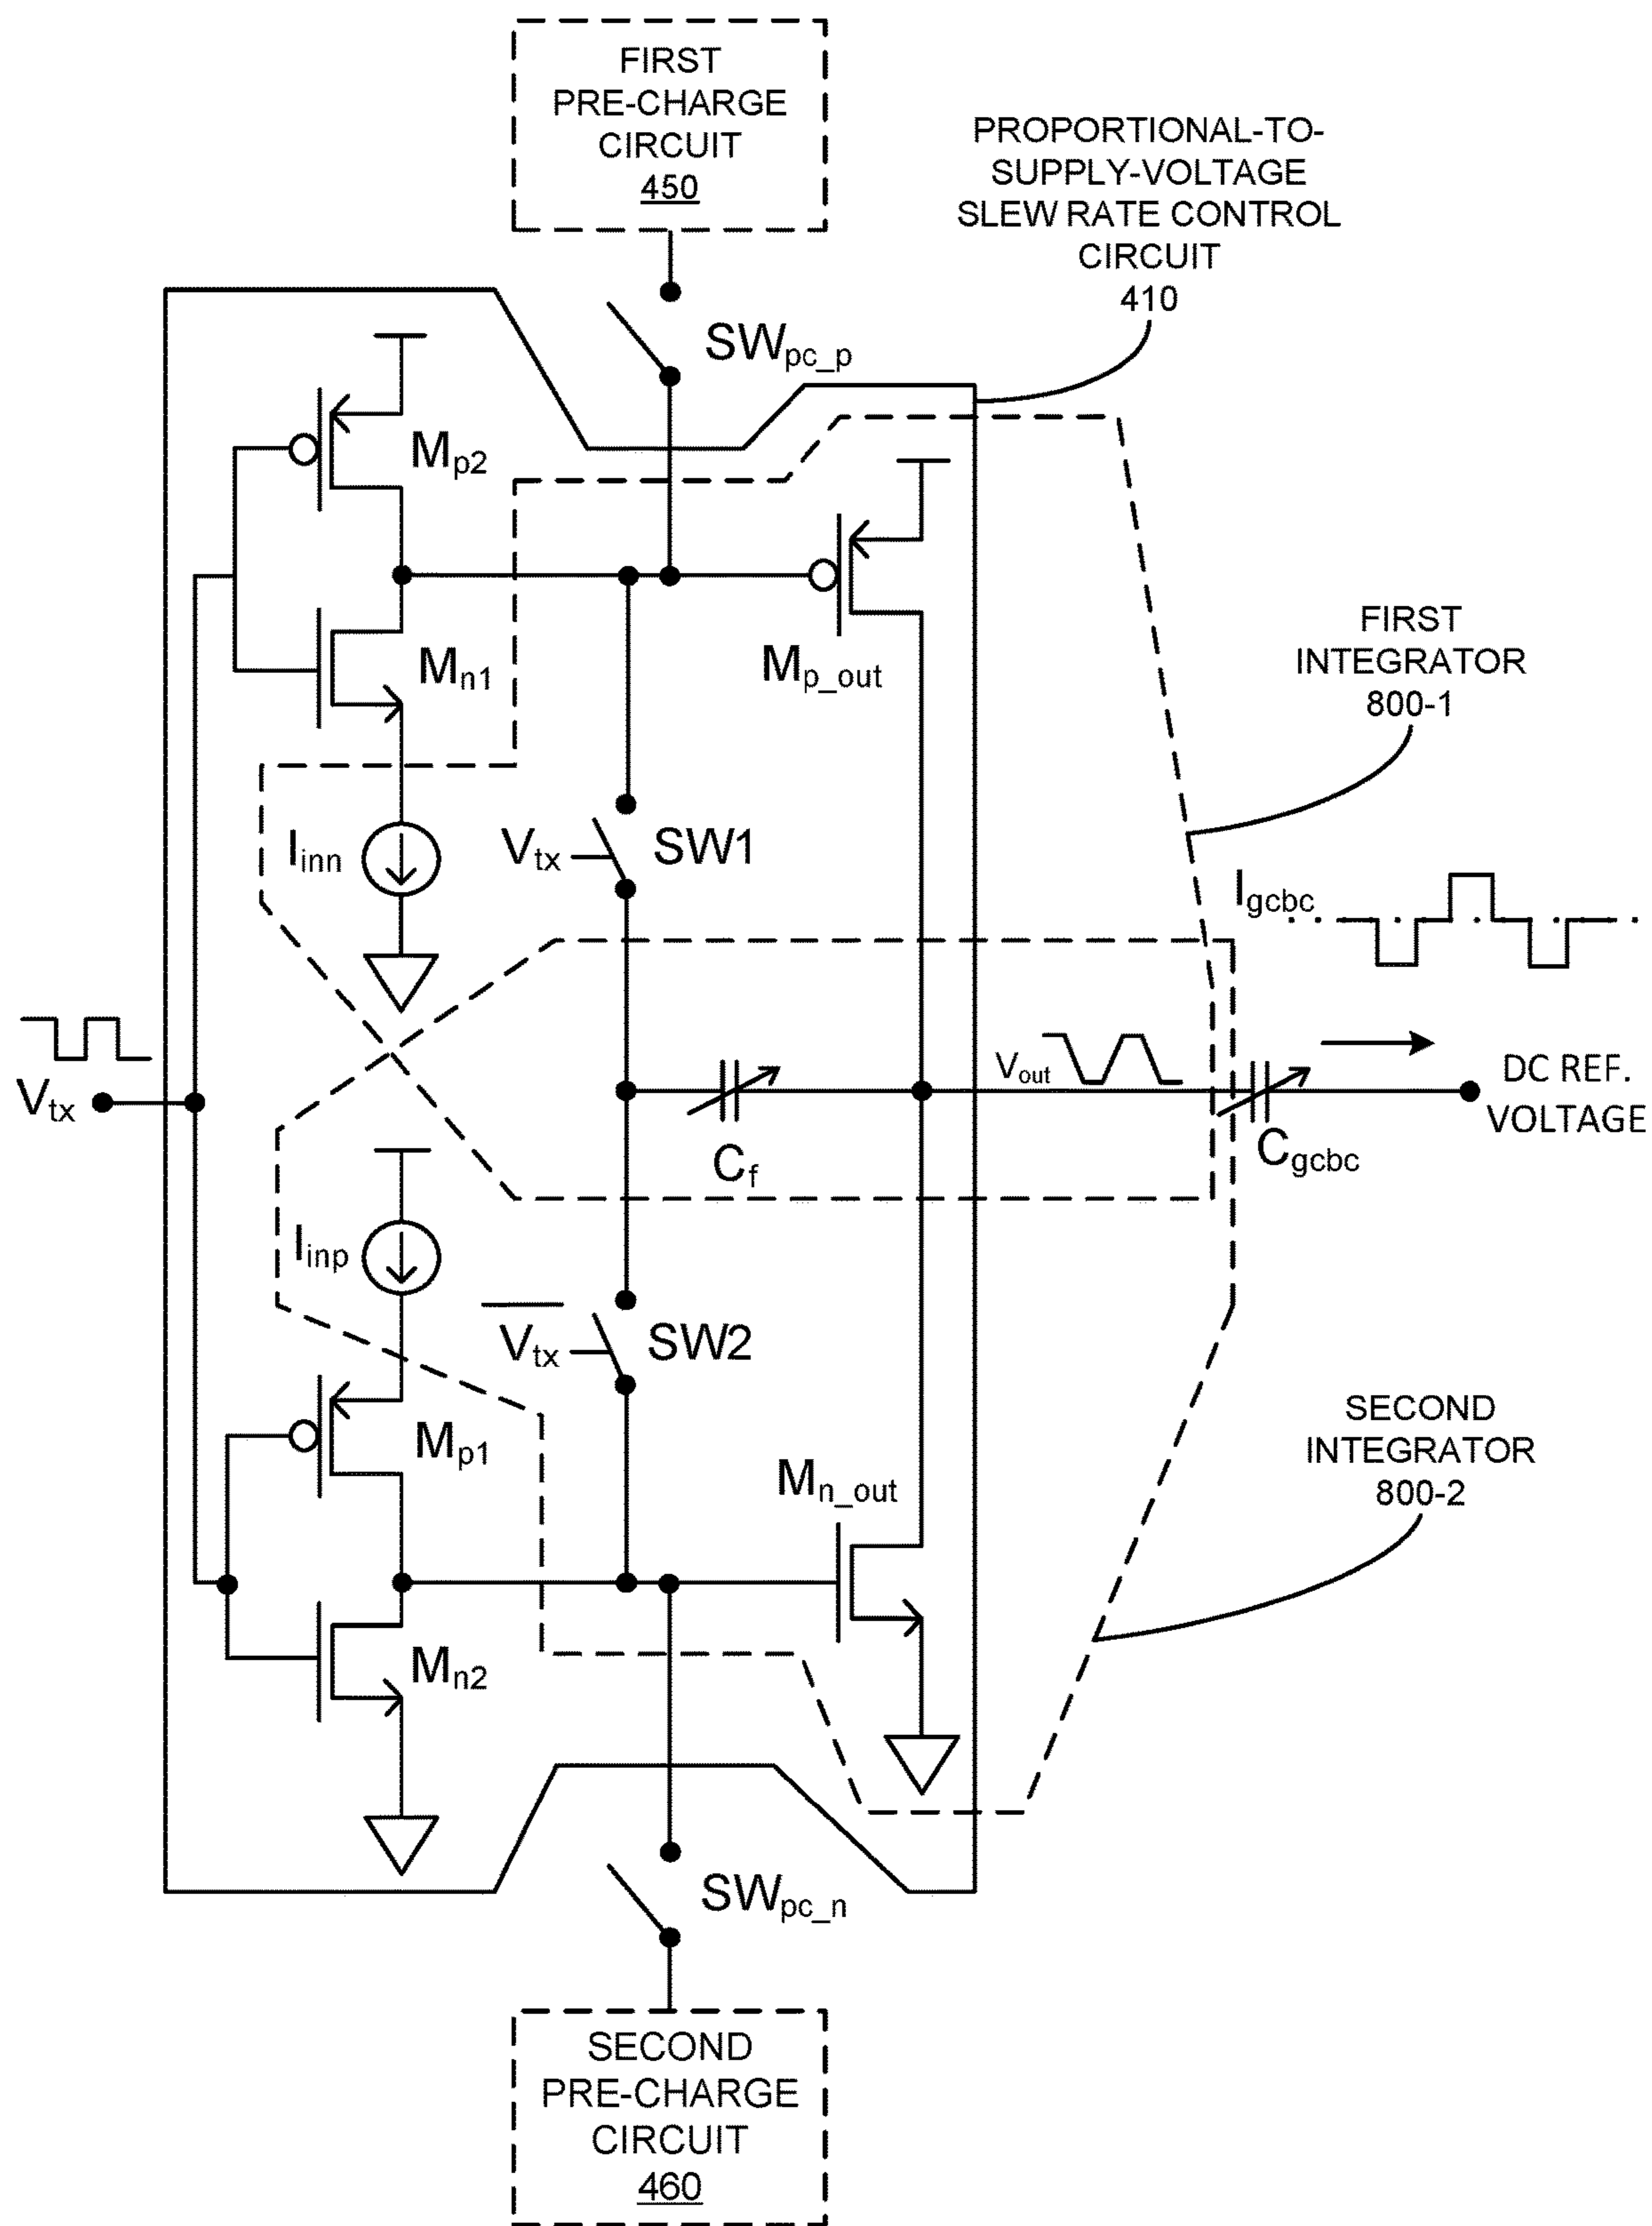 FIRST
PRE-CHARGE
CIRCUIT
450
PROPORTIONAL-TO-
SUPPLY-VOLTAGE
SLEW RATE CONTROL
CIRCUIT
410
SWpc_p
Mp2
Mn1
Mp_out
FIRST
INTEGRATOR
800-1
Iinn
Vtx
SW1
Igcbc
Vtx
Vout
DC REF.
VOLTAGE
Cf
Cgcbc
Iinp
Vtx
SW2
SECOND
INTEGRATOR
800-2
Mp1
Mn_out
Mn2
SWpc_n
SECOND
PRE-CHARGE
CIRCUIT
460